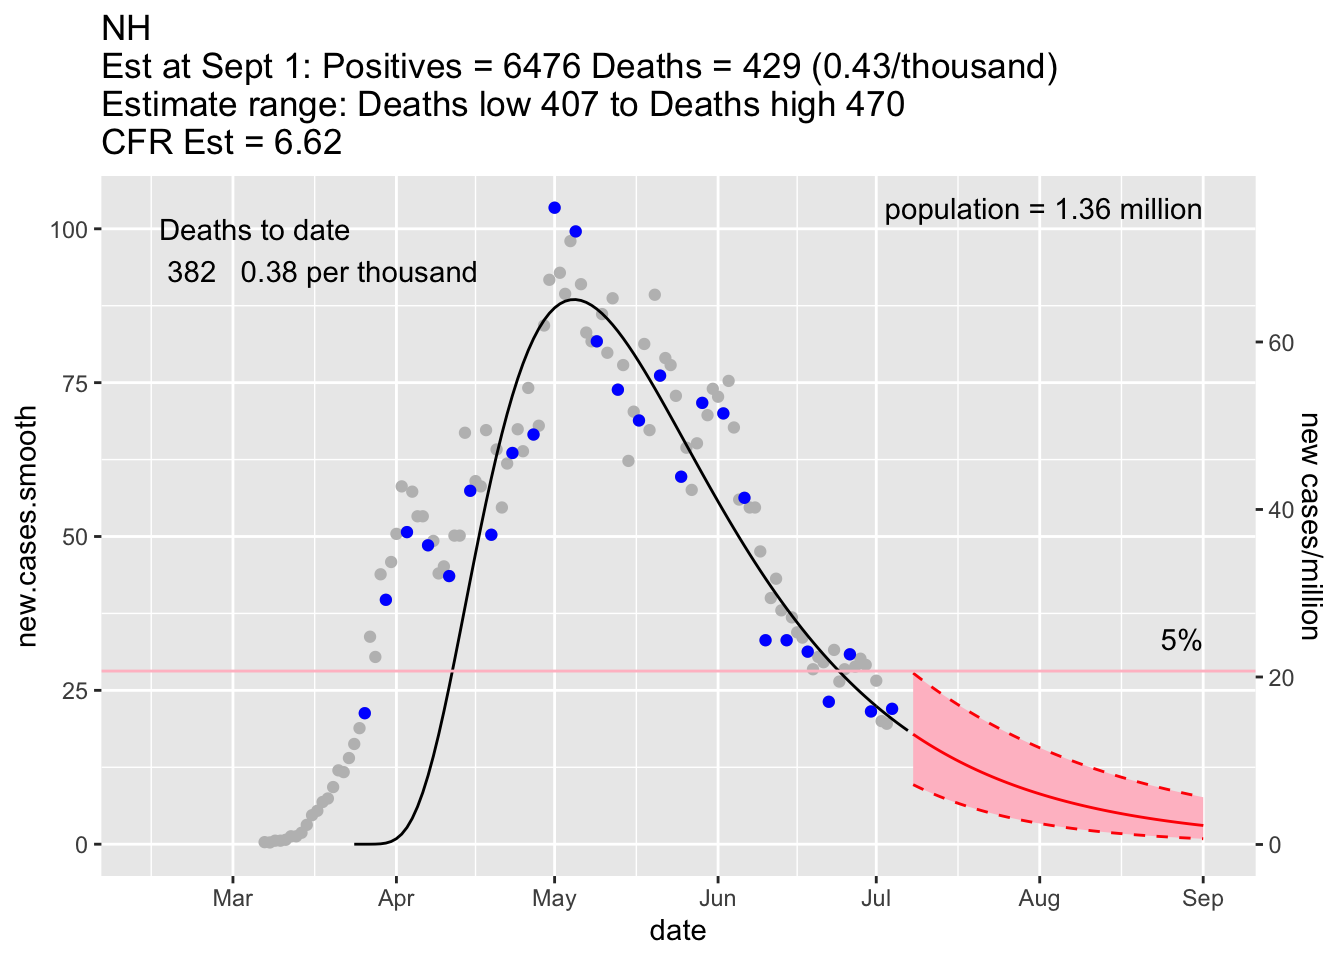 NH
Est at Sept 1: Positives = 6476 Deaths = 429 (0.43/thousand)
Estimate range: Deaths low 407 to Deaths high 470
CFR Est = 6.62
population = 1.36 million
Deaths to date
382 0.38 per thousand
100
75
50
25
0
new.cases.smooth
60
40
20
0
new cases/million
5%
Mar
Apr
May
Jun
Jul
Aug
Sep
date